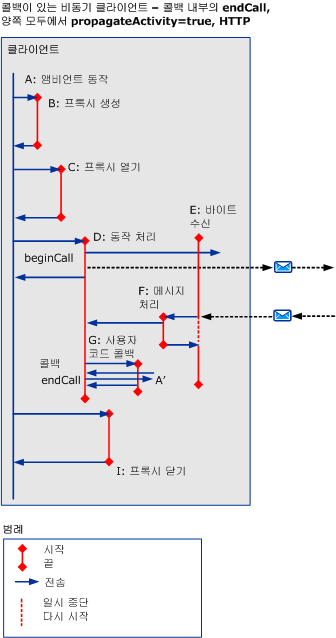 콜백이 있는 비동기 클라이언트 – 콜백 내부의 endCall,
양쪽 모두에서 propagateActivity=true, HTTP
클라이언트
A: 앰비언트 동작
B: 프록시 생성
C: 프록시 열기
E: 바이트
수신
D: 동작 처리
beginCall
F: 메시지
처리
G: 사용자
코드 콜백
콜백
endCall
A'
I: 프록시 닫기
범례
시작
끝
전송
일시 중단
다시 시작